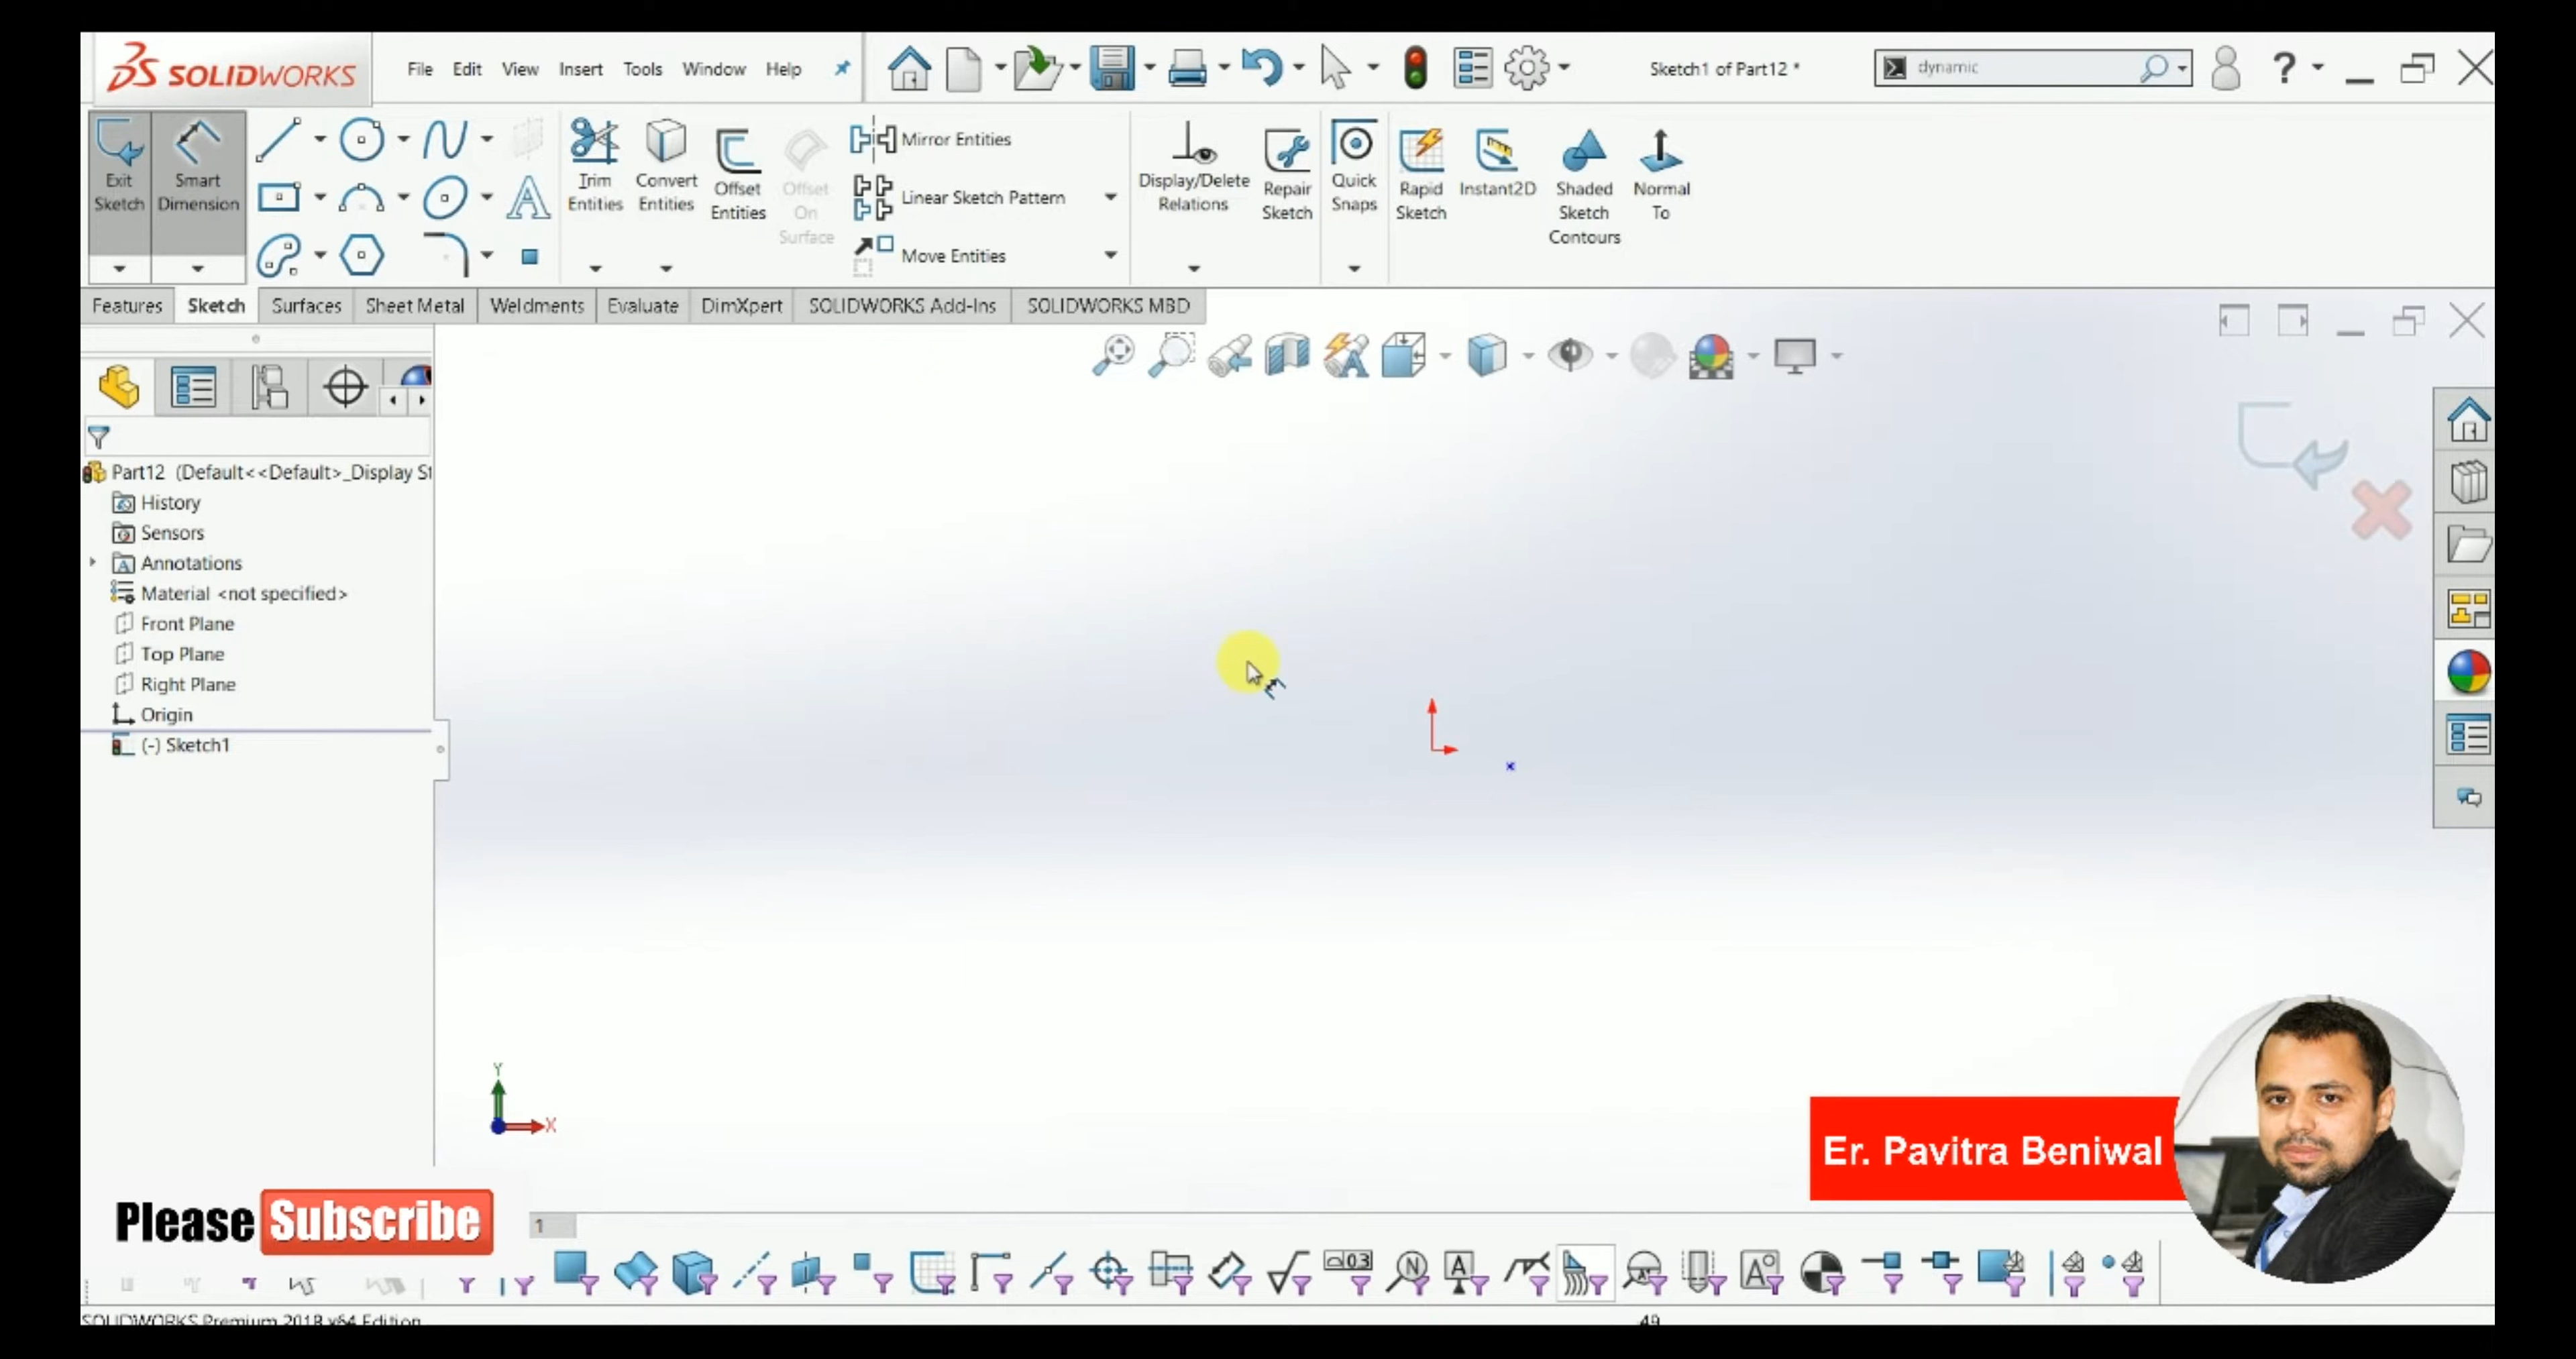 SOLIDWORKS
File Edit View Insert Tools Window Help
Sketch1 of Part12 *
dynamic
?
Exit Sketch
Smart Dimension
Trim Entities
Convert Entities
Offset Entities
Offset On Surface
Mirror Entities
Linear Sketch Pattern
Move Entities
Display/Delete Relations
Repair Sketch
Quick Snaps
Rapid Sketch
Instant2D
Shaded Sketch Contours
Normal To
Features Sketch Surfaces Sheet Metal Weldments Evaluate DimXpert SOLIDWORKS Add-Ins SOLIDWORKS MBD
Part12 (Default<<Default>_Display St
History
Sensors
Annotations
Material <not specified>
Front Plane
Top Plane
Right Plane
Origin
(-) Sketch1
Y
X
Er. Pavitra Beniwal
Please Subscribe
1
SOLIDWORKS Premium 2018 x64 Edition